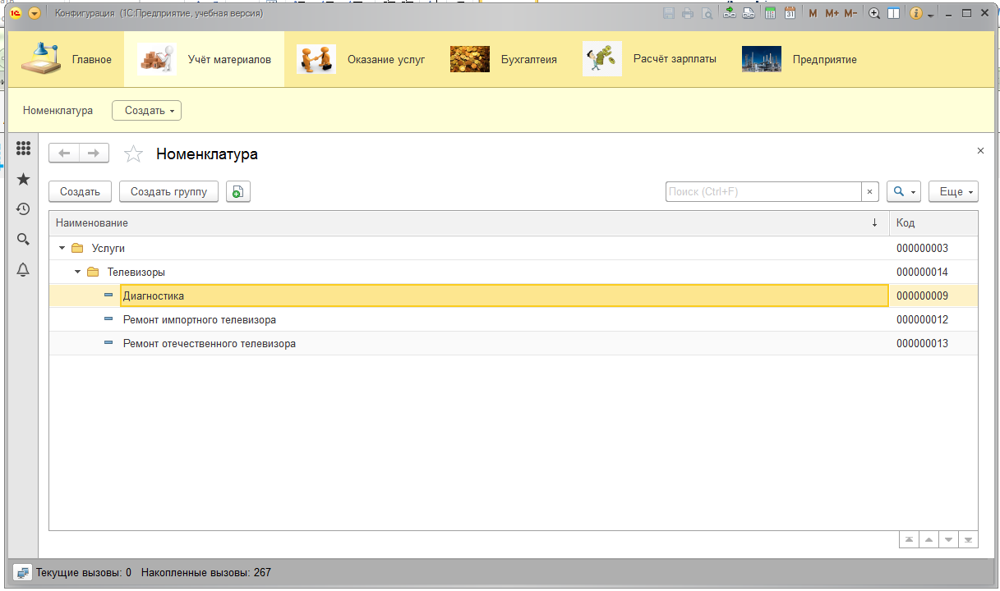 Конфигурация (1С:Предприятие, учебная версия)
M M+ M-
Главное Учёт материалов Оказание услуг Бухгалтеия Расчёт зарплаты Предприятие
Номенклатура Создать
Номенклатура
Создать Создать группу Поиск (Ctrl+F) Еще
Наименование Код
Услуги 000000003
Телевизоры 000000014
Диагностика 000000009
Ремонт импортного телевизора 000000012
Ремонт отечественного телевизора 000000013
Текущие вызовы: 0 Накопленные вызовы: 267